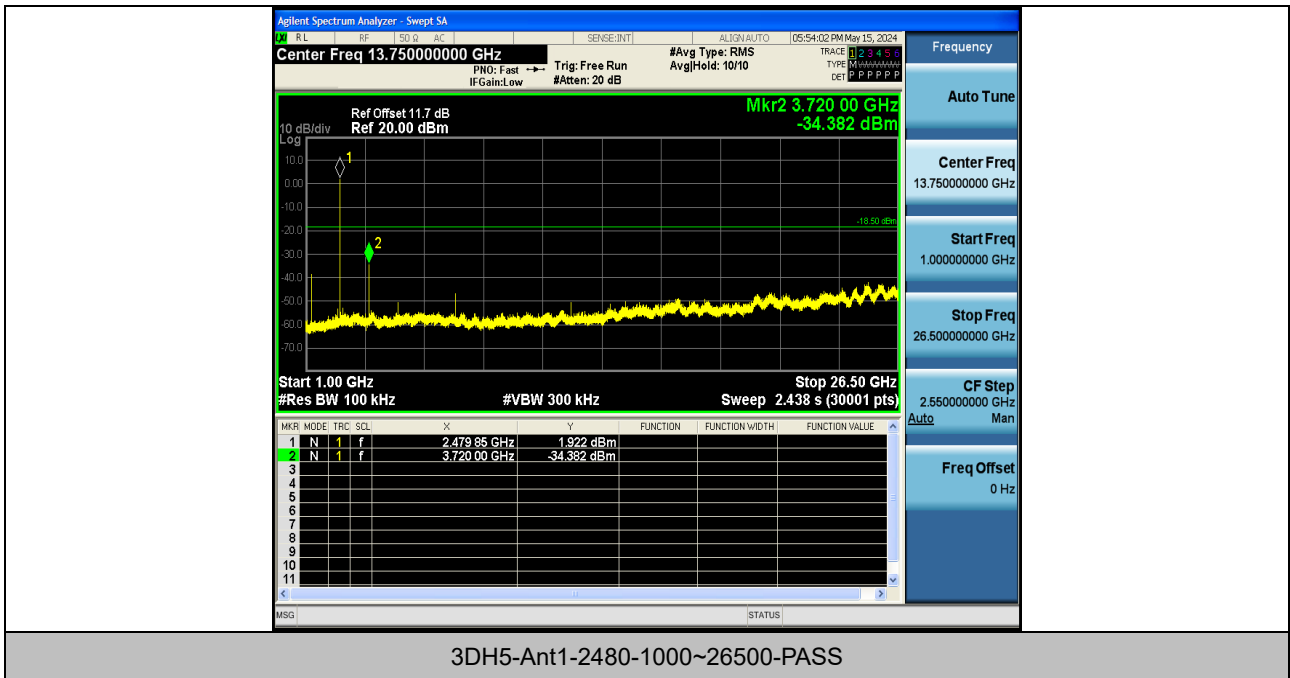 Agilent Spectrum Analyzer - Swept SA
RL RF 50 Ω AC SENSE:INT ALIGN AUTO 05:54:02 PM May 15, 2024
Center Freq 13.750000000 GHz
PNO: Fast
IFGain:Low
Trig: Free Run
#Atten: 20 dB
#Avg Type: RMS
Avg|Hold: 10/10
TRACE 1 2 3 4 5 6
TYPE M
DET P P P P P P
Frequency
Auto Tune
Center Freq
13.750000000 GHz
Start Freq
1.000000000 GHz
Stop Freq
26.500000000 GHz
CF Step
2.550000000 GHz
Auto Man
Freq Offset
0 Hz
Mkr2 3.720 00 GHz
-34.382 dBm
Ref Offset 11.7 dB
10 dB/div Ref 20.00 dBm
Log
10.0
0.00
-10.0
-20.0
-30.0
-40.0
-50.0
-60.0
-70.0
1
2
-18.50 dBm
Start 1.00 GHz Stop 26.50 GHz
#Res BW 100 kHz #VBW 300 kHz Sweep 2.438 s (30001 pts)
MKR MODE TRC SCL X Y FUNCTION FUNCTION WIDTH FUNCTION VALUE
1 N 1 f 2.479 85 GHz 1.922 dBm
2 N 1 f 3.720 00 GHz -34.382 dBm
3
4
5
6
7
8
9
10
11
MSG STATUS
3DH5-Ant1-2480-1000~26500-PASS